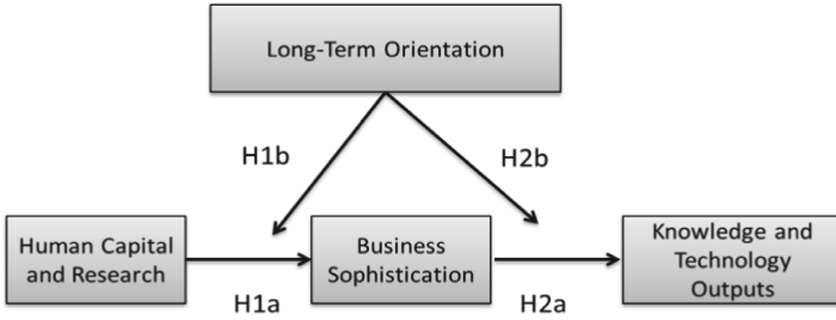 Long-Term Orientation
H1b
H2b
Human Capital
and Research
Business
Sophistication
Knowledge and
Technology
Outputs
H1a
H2a